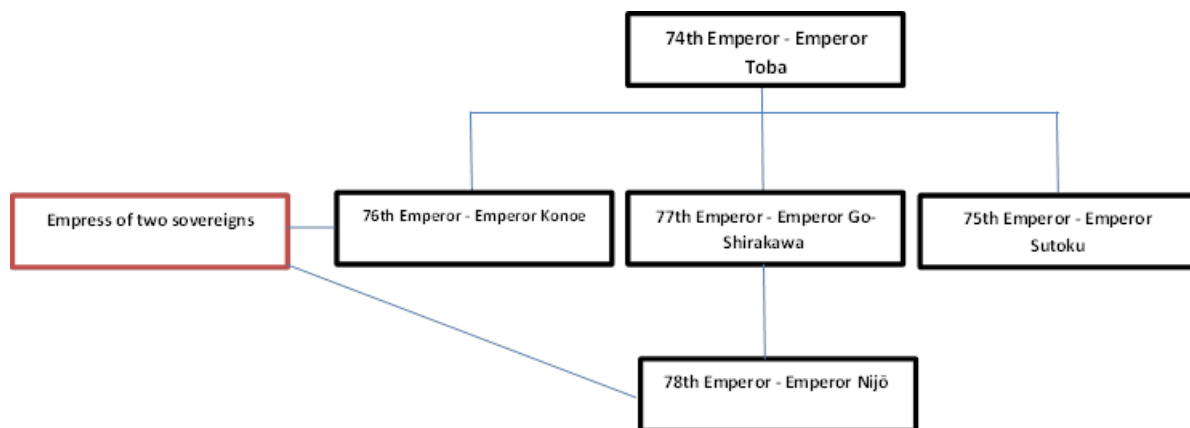 74th Emperor - Emperor
Toba
Empress of two sovereigns
76th Emperor - Emperor Konoe
77th Emperor - Emperor Go-
Shirakawa
75th Emperor - Emperor
Sutoku
78th Emperor - Emperor Nijō